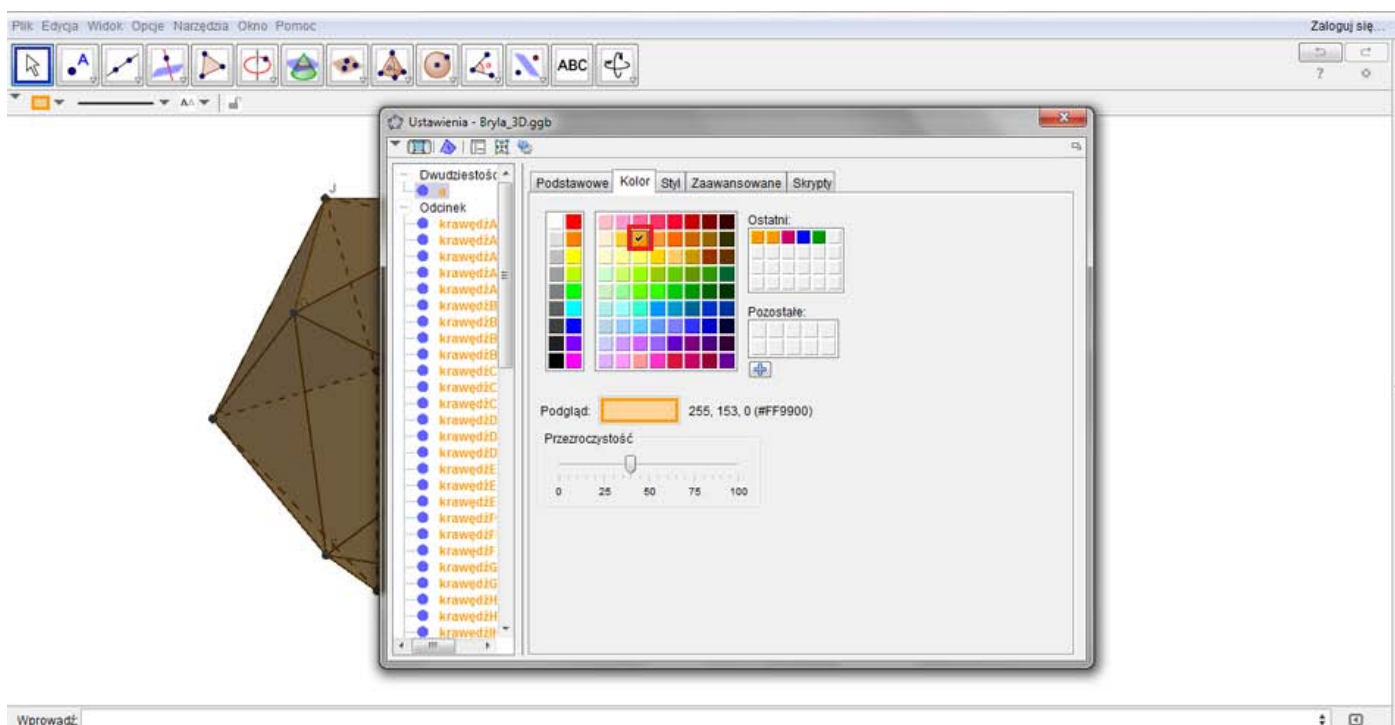 Plik Edycja Widok Opcje Narzędzia Okno Pomoc
Zaloguj się...
A
ABC
?
AA
Ustawienia - Bryla_3D.ggb
Dwudziestośc
a
Odcinek
krawędźA
krawędźA
krawędźA
krawędźA
krawędźA
krawędźB
krawędźB
krawędźB
krawędźB
krawędźC
krawędźC
krawędźC
krawędźD
krawędźD
krawędźD
krawędźE
krawędźE
krawędźE
krawędźF
krawędźF
krawędźF
krawędźG
krawędźG
krawędźH
krawędźH
Podstawowe Kolor Styl Zaawansowane Skrypty
Ostatni:
Pozostałe:
Podgląd: 255, 153, 0 (#FF9900)
Przezroczystość
0 25 50 75 100
J
Wprowadź: